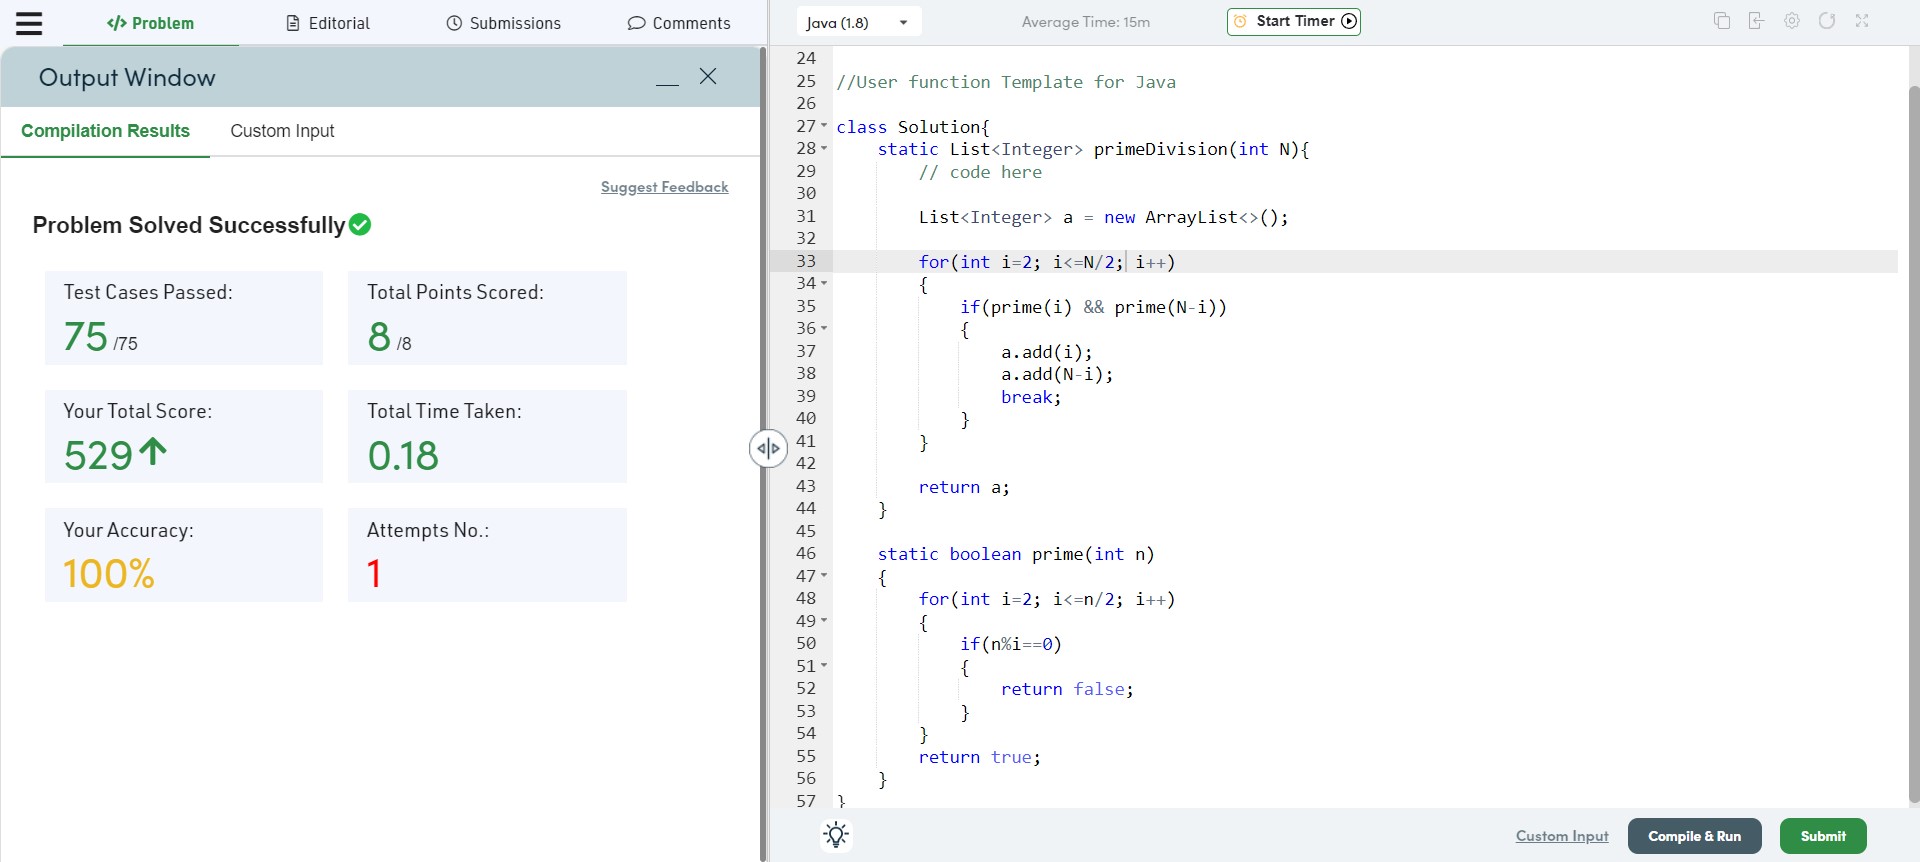 </> Problem
Editorial
Submissions
Comments
Output Window
Compilation Results
Custom Input
Suggest Feedback
Problem Solved Successfully
Test Cases Passed:
75 /75
Total Points Scored:
8 /8
Your Total Score:
529↑
Total Time Taken:
0.18
Your Accuracy:
100%
Attempts No.:
1
Java (1.8)
Average Time: 15m
Start Timer
24
25 //User function Template for Java
26
27 class Solution{
28     static List<Integer> primeDivision(int N){
29         // code here
30
31         List<Integer> a = new ArrayList<>();
32
33         for(int i=2; i<=N/2; i++)
34         {
35             if(prime(i) && prime(N-i))
36             {
37                 a.add(i);
38                 a.add(N-i);
39                 break;
40             }
41         }
42
43         return a;
44     }
45
46     static boolean prime(int n)
47     {
48         for(int i=2; i<=n/2; i++)
49         {
50             if(n%i==0)
51             {
52                 return false;
53             }
54         }
55         return true;
56     }
57 }
Custom Input
Compile & Run
Submit